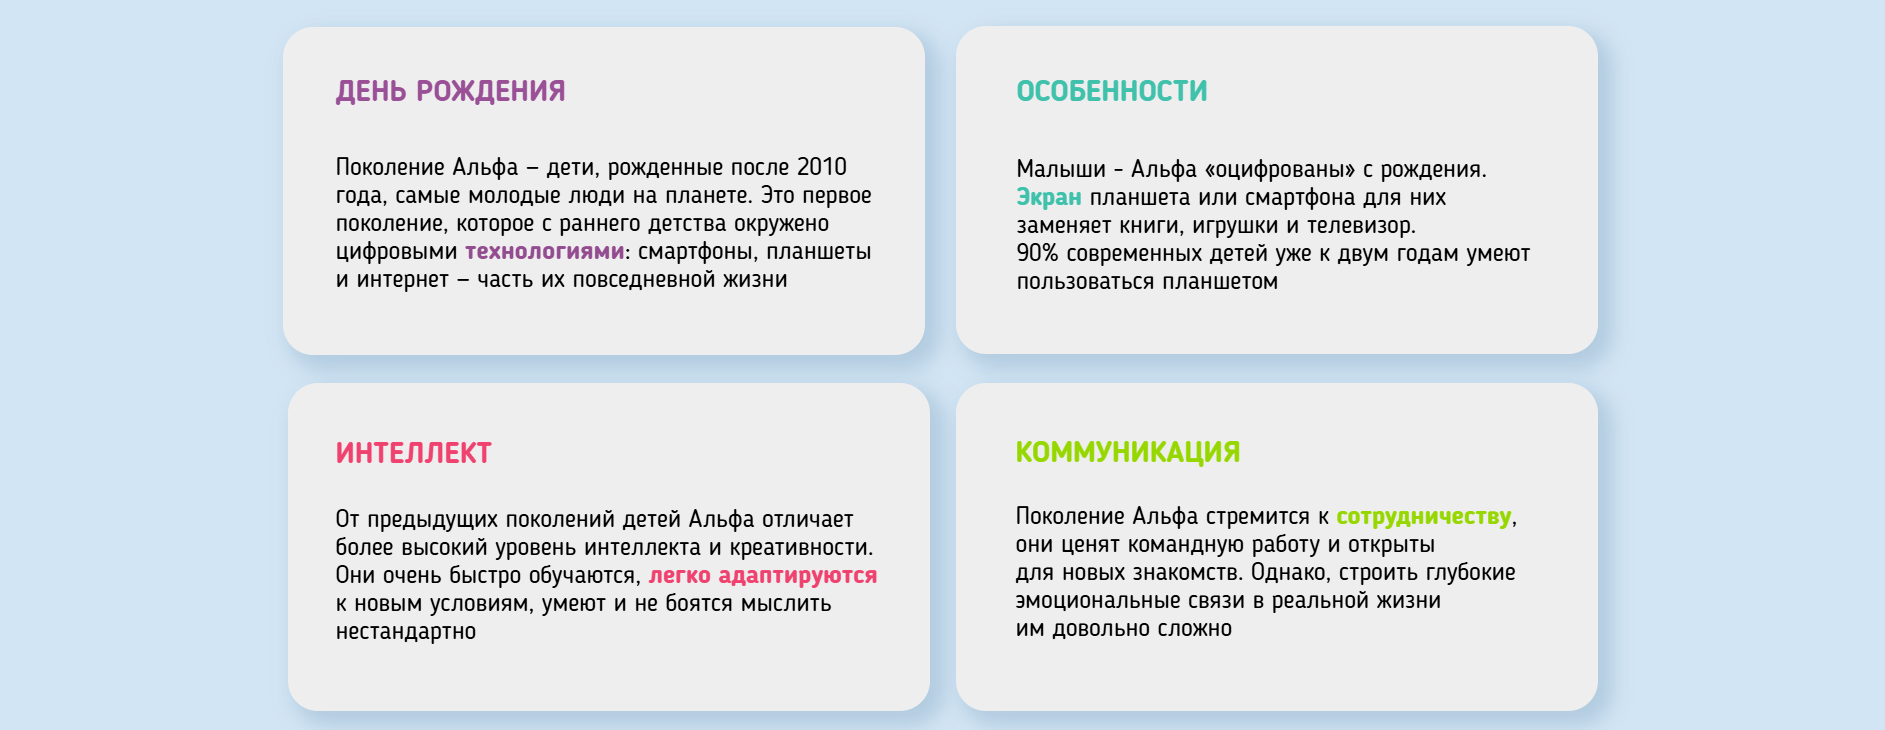 ДЕНЬ РОЖДЕНИЯ
Поколение Альфа – дети, рожденные после 2010
года, самые молодые люди на планете. Это первое
поколение, которое с раннего детства окружено
цифровыми технологиями: смартфоны, планшеты
и интернет – часть их повседневной жизни
ОСОБЕННОСТИ
Малыши - Альфа «оцифрованы» с рождения.
Экран планшета или смартфона для них
заменяет книги, игрушки и телевизор.
90% современных детей уже к двум годам умеют
пользоваться планшетом
ИНТЕЛЛЕКТ
От предыдущих поколений детей Альфа отличает
более высокий уровень интеллекта и креативности.
Они очень быстро обучаются, легко адаптируются
к новым условиям, умеют и не боятся мыслить
нестандартно
КОММУНИКАЦИЯ
Поколение Альфа стремится к сотрудничеству,
они ценят командную работу и открыты
для новых знакомств. Однако, строить глубокие
эмоциональные связи в реальной жизни
им довольно сложно